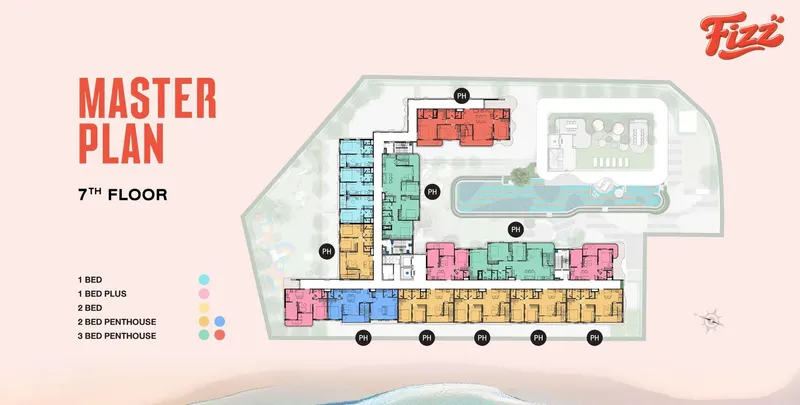 Fizz
MASTER
PLAN
7TH FLOOR
1 BED
1 BED PLUS
2 BED
2 BED PENTHOUSE
3 BED PENTHOUSE
PH
PH
PH
PH
PH
PH
PH
PH
PH